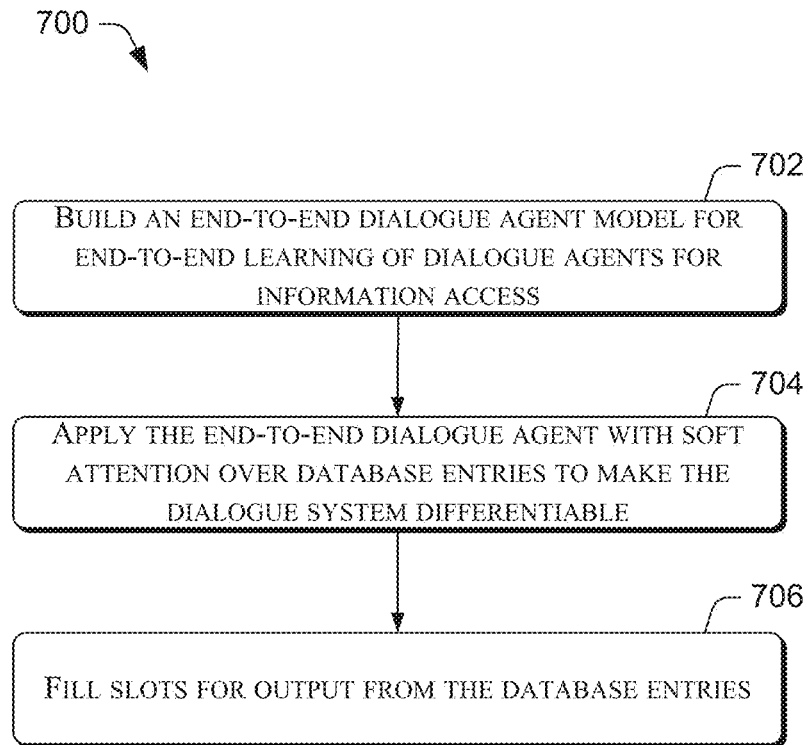 700
702
BUILD AN END-TO-END DIALOGUE AGENT MODEL FOR
END-TO-END LEARNING OF DIALOGUE AGENTS FOR
INFORMATION ACCESS
704
APPLY THE END-TO-END DIALOGUE AGENT WITH SOFT
ATTENTION OVER DATABASE ENTRIES TO MAKE THE
DIALOGUE SYSTEM DIFFERENTIABLE
706
FILL SLOTS FOR OUTPUT FROM THE DATABASE ENTRIES